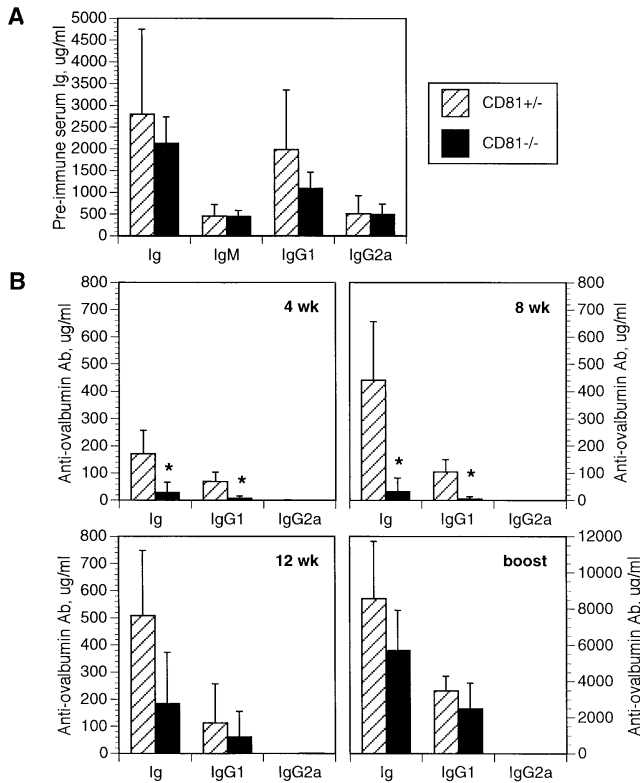 A
Pre-immune serum Ig, ug/ml
5000
4500
4000
3500
3000
2500
2000
1500
1000
500
0
Ig IgM IgG1 IgG2a
CD81+/-
CD81-/-
B
Anti-ovalbumin Ab, ug/ml
800
700
600
500
400
300
200
100
0
4 wk
*
*
Ig IgG1 IgG2a
8 wk
*
*
800
700
600
500
400
300
200
100
0
Anti-ovalbumin Ab, ug/ml
Ig IgG1 IgG2a
Anti-ovalbumin Ab, ug/ml
800
700
600
500
400
300
200
100
0
12 wk
Ig IgG1 IgG2a
boost
12000
10000
8000
6000
4000
2000
0
Anti-ovalbumin Ab, ug/ml
Ig IgG1 IgG2a